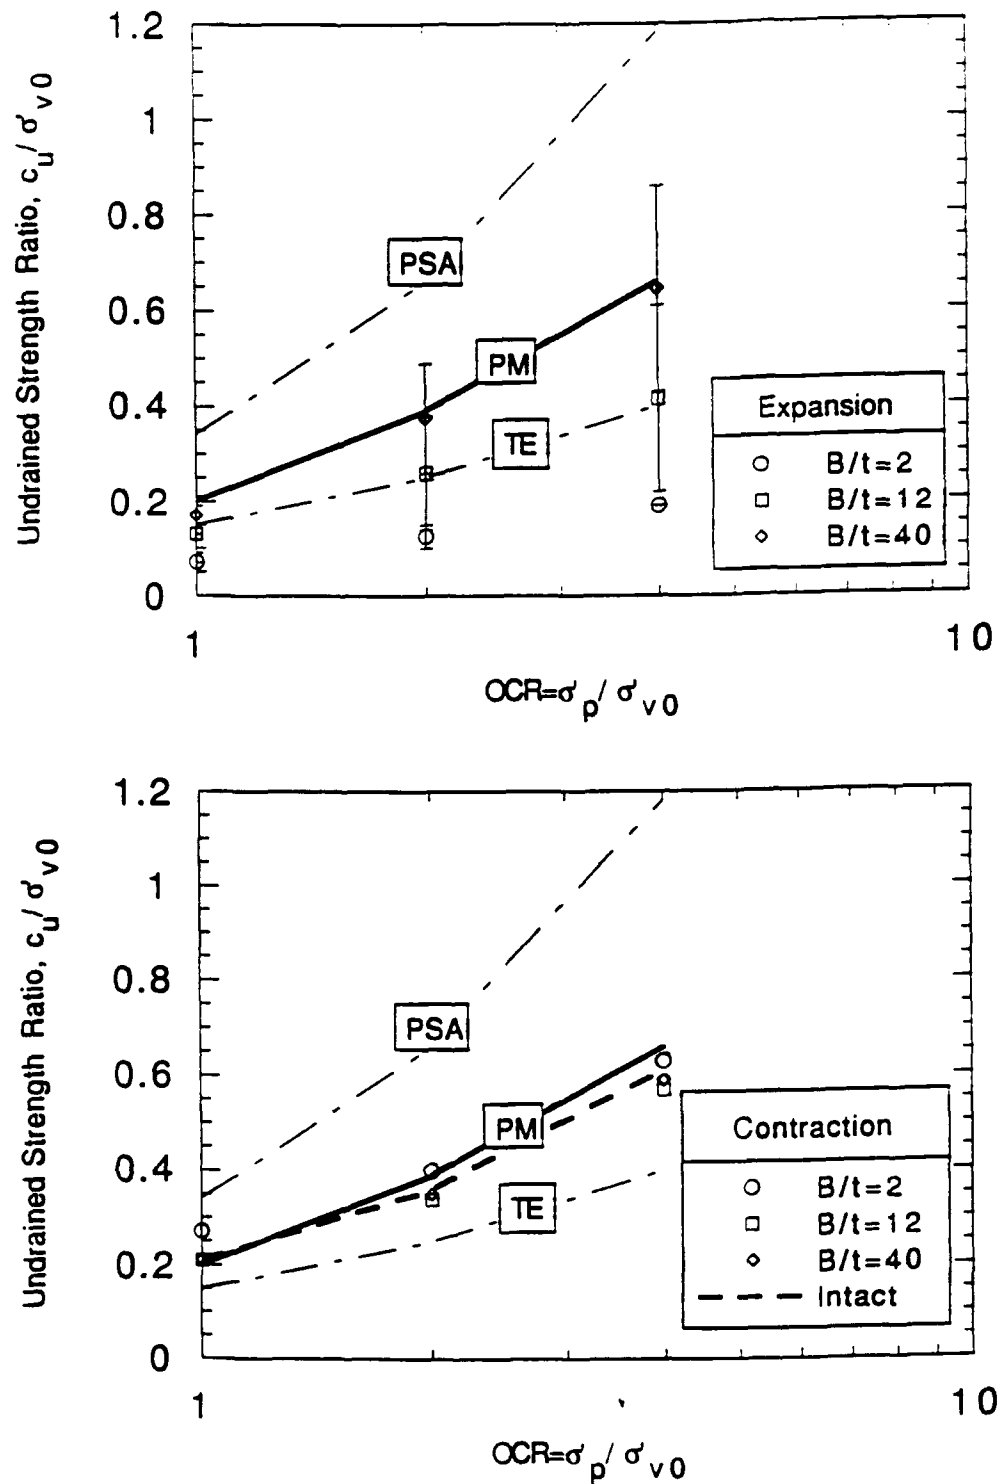 Undrained Strength Ratio, c_u/ σ'_v0
1.2
1
0.8
0.6
0.4
0.2
0
PSA
PM
TE
Expansion
B/t=2
B/t=12
B/t=40
1
10
OCR=σ'_p/ σ'_v0
Undrained Strength Ratio, c_u/ σ'_v0
1.2
1
0.8
0.6
0.4
0.2
0
PSA
PM
TE
Contraction
B/t=2
B/t=12
B/t=40
Intact
1
10
OCR=σ'_p/ σ'_v0